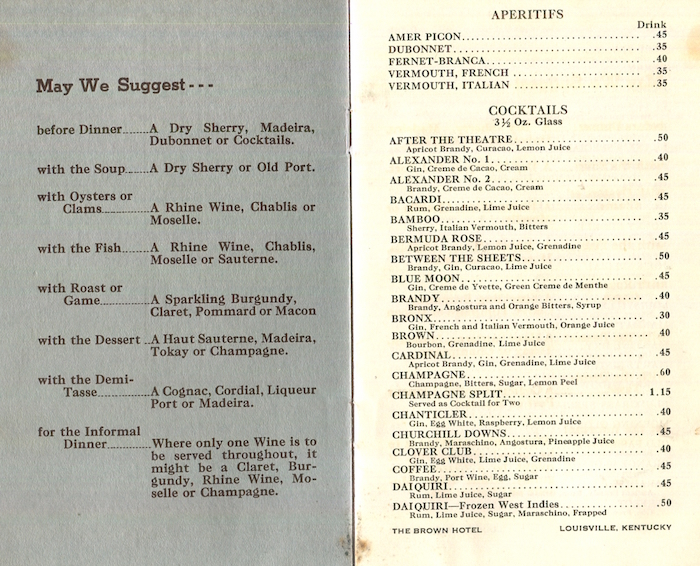 May We Suggest - - -
before Dinner........A Dry Sherry, Madeira,
Dubonnet or Cocktails.
with the Soup......A Dry Sherry or Old Port.
with Oysters or
Clams............A Rhine Wine, Chablis or
Moselle.
with the Fish......A Rhine Wine, Chablis,
Moselle or Sauterne.
with Roast or
Game............A Sparkling Burgundy,
Claret, Pommard or Macon
with the Dessert ..A Haut Sauterne, Madeira,
Tokay or Champagne.
with the Demi-
Tasse............A Cognac, Cordial, Liqueur
Port or Madeira.
for the Informal
Dinner............Where only one Wine is to
be served throughout, it
might be a Claret, Bur-
gundy, Rhine Wine, Mo-
selle or Champagne.
APERITIFS
Drink
AMER PICON.................... .45
DUBONNET.................... .35
FERNET-BRANCA.................... .40
VERMOUTH, FRENCH .................... .35
VERMOUTH, ITALIAN .................... .35
COCKTAILS
3½ Oz. Glass
AFTER THE THEATRE.................... .50
Apricot Brandy, Curacao, Lemon Juice
ALEXANDER No. 1.................... .40
Gin, Creme de Cacao, Cream
ALEXANDER No. 2.................... .45
Brandy, Creme de Cacao, Cream
BACARDI.................... .45
Rum, Grenadine, Lime Juice
BAMBOO.................... .35
Sherry, Italian Vermouth, Bitters
BERMUDA ROSE.................... .45
Apricot Brandy, Lemon Juice, Grenadine
BETWEEN THE SHEETS.................... .50
Brandy, Gin, Curacao, Lime Juice
BLUE MOON.................... .45
Gin, Creme de Yvette, Green Creme de Menthe
BRANDY.................... .40
Brandy, Angostura and Orange Bitters, Syrup
BRONX.................... .30
Gin, French and Italian Vermouth, Orange Juice
BROWN.................... 40
Bourbon, Grenadine, Lime Juice
CARDINAL.................... .45
Apricot Brandy, Gin, Grenadine, Lime Juice
CHAMPAGNE.................... .60
Champagne, Bitters, Sugar, Lemon Peel
CHAMPAGNE SPLIT.................... 1.15
Served as Cocktail for Two
CHANTICLER.................... .40
Gin, Egg White, Raspberry, Lemon Juice
CHURCHILL DOWNS.................... .45
Brandy, Maraschino, Angostura, Pineapple Juice
CLOVER CLUB.................... .40
Gin, Egg White, Lime Juice, Grenadine
COFFEE.................... .45
Brandy, Port Wine, Egg, Sugar
DAIQUIRI.................... .45
Rum, Lime Juice, Sugar
DAIQUIRI—Frozen West Indies.................... .50
Rum, Lime Juice, Sugar, Maraschino, Frapped
THE BROWN HOTEL LOUISVILLE, KENTUCKY